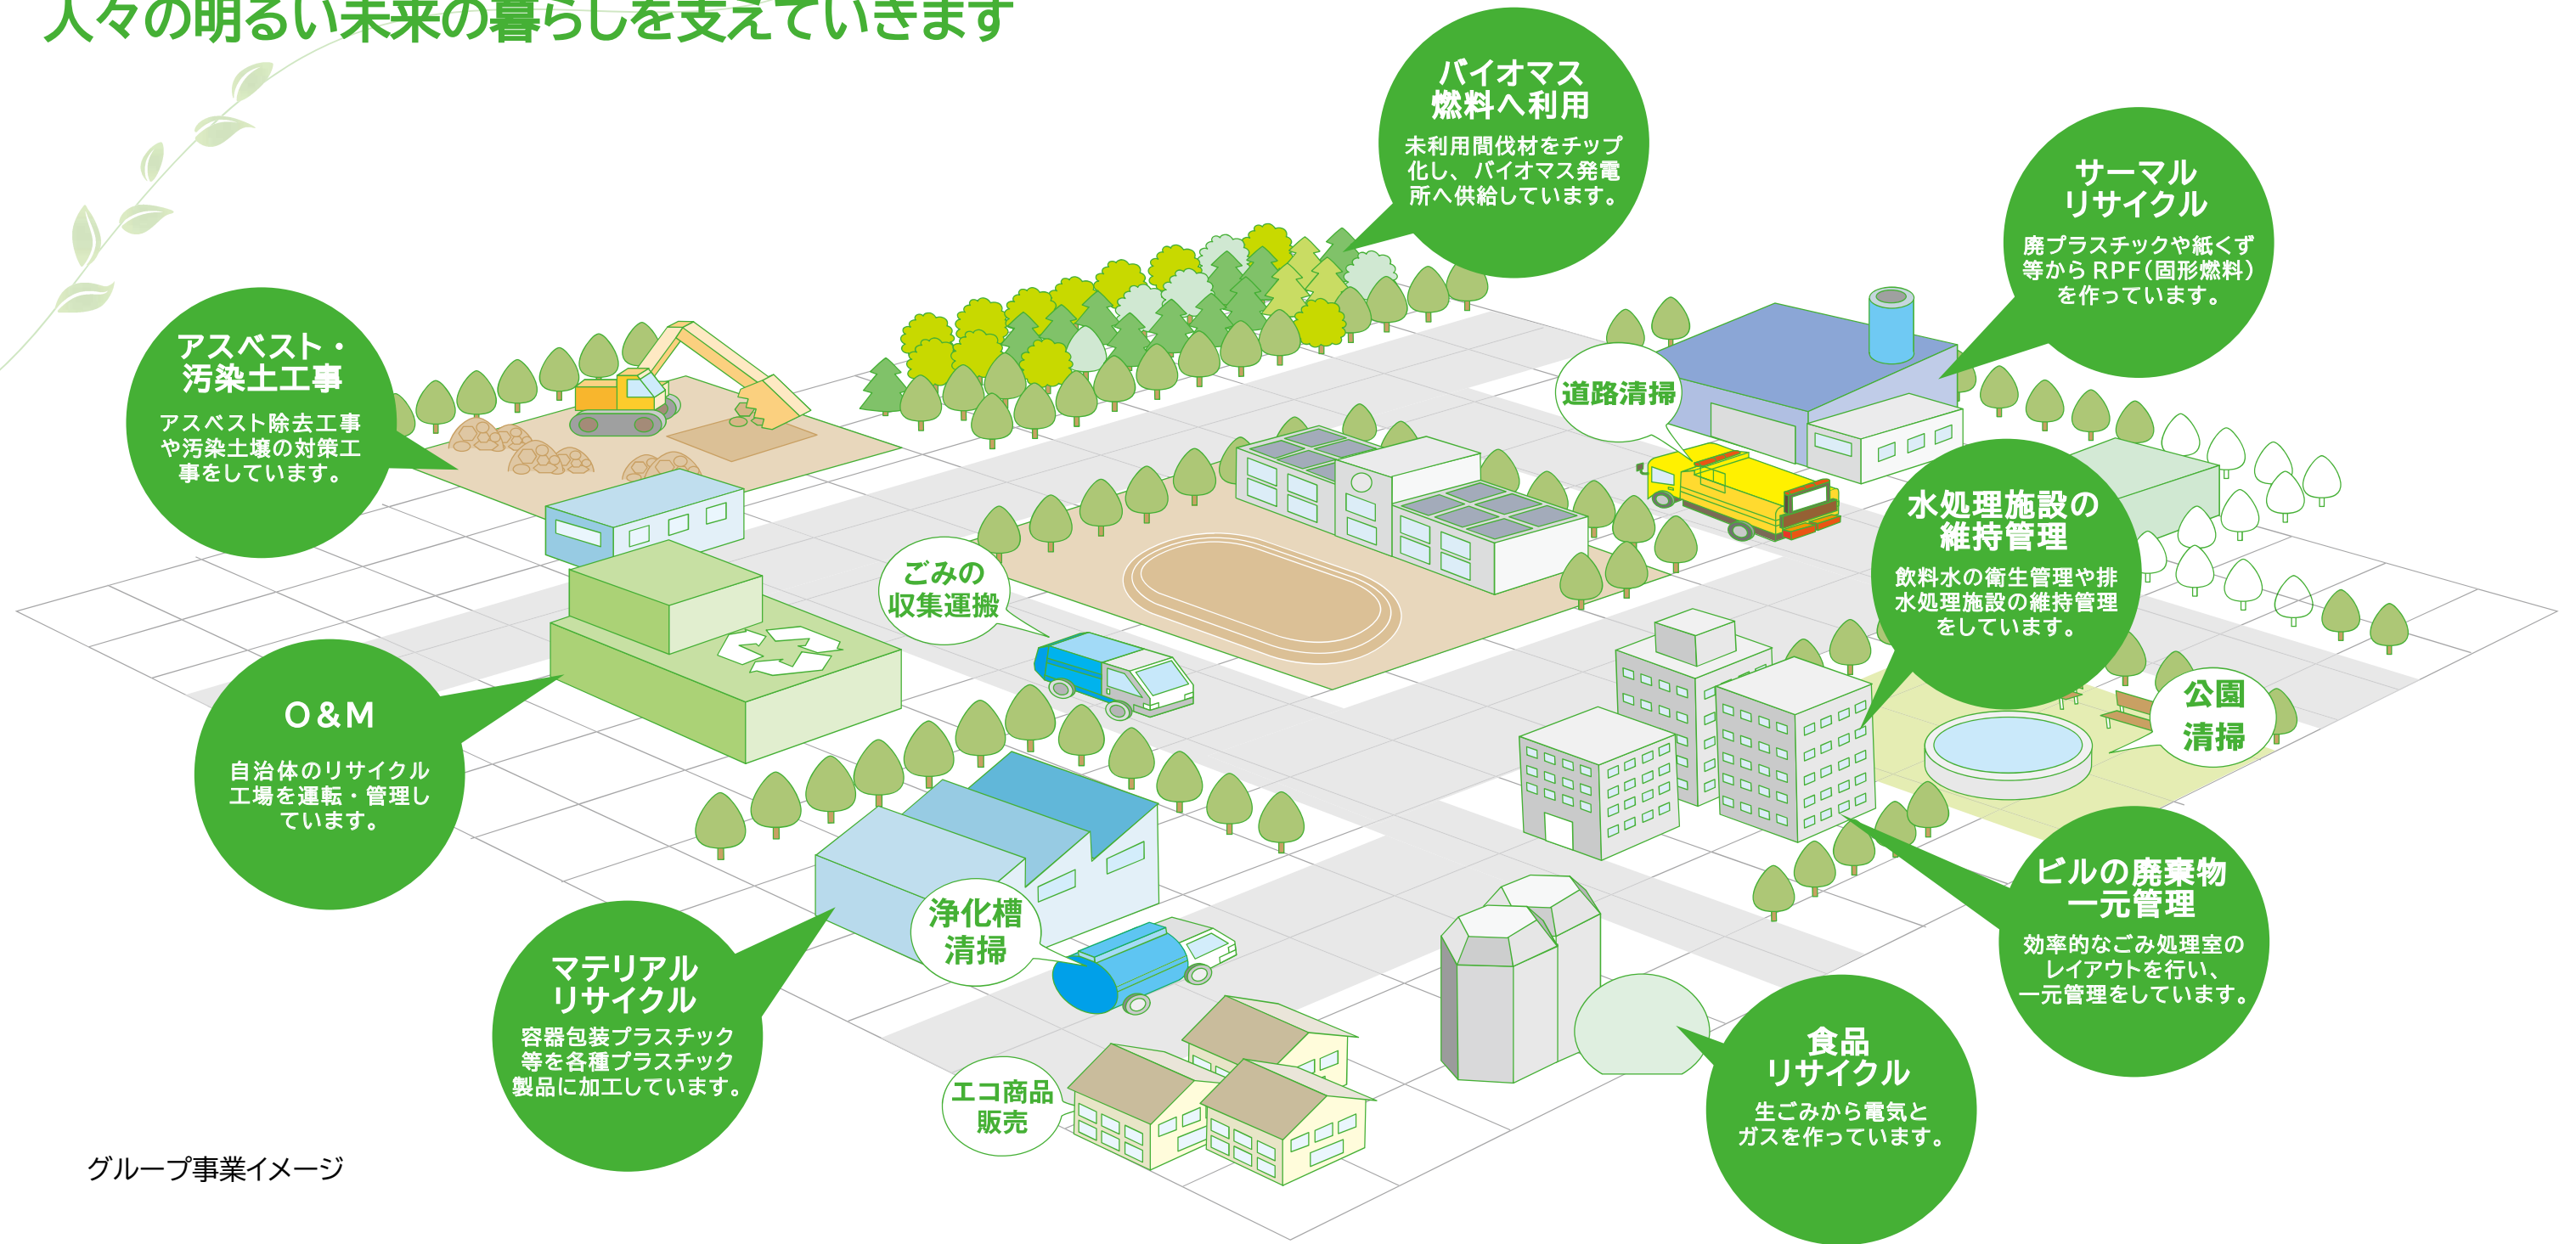 人々の明るい未来の暮らしを支えていきます
バイオマス
燃料へ利用
未利用間伐材をチップ
化し、バイオマス発電
所へ供給しています。
サーマル
リサイクル
廃プラスチックや紙くず
等からRPF（固形燃料）
を作っています。
アスベスト・
汚染土工事
アスベスト除去工事
や汚染土壌の対策工
事をしています。
道路清掃
水処理施設の
維持管理
飲料水の衛生管理や排
水処理施設の維持管理
をしています。
ごみの
収集運搬
O&M
自治体のリサイクル
工場を運転・管理し
ています。
公園
清掃
ビルの廃棄物
一元管理
効率的なごみ処理室の
レイアウトを行い、
一元管理をしています。
浄化槽
清掃
マテリアル
リサイクル
容器包装プラスチック
等を各種プラスチック
製品に加工しています。
食品
リサイクル
生ごみから電気と
ガスを作っています。
エコ商品
販売
グループ事業イメージ